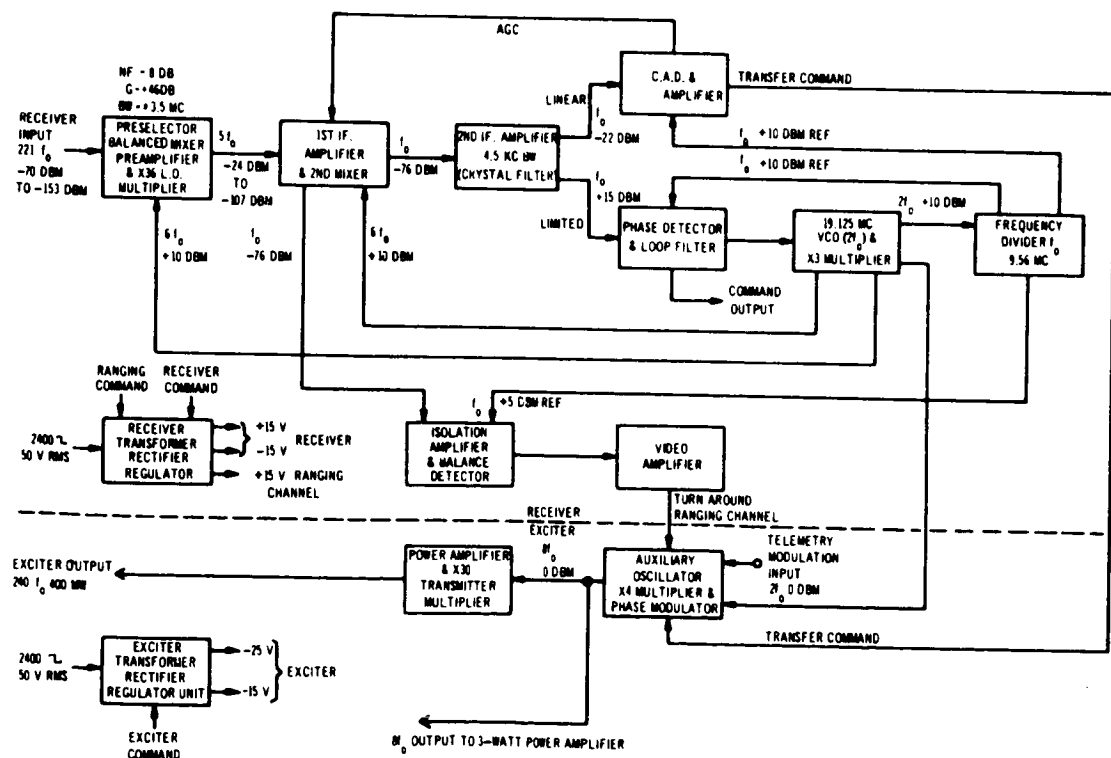 AGC
NF - 8 DB
G - +46DB
BW - +3.5 MC
RECEIVER
INPUT
221 f₀
-70 DBM
TO -153 DBM
PRESELECTOR
BALANCED MIXER
PREAMPLIFIER
& X36 L.O.
MULTIPLIER
5f₀
-24 DBM
TO
-107 DBM
1ST IF.
AMPLIFIER
& 2ND MIXER
f₀
-76 DBM
2ND IF. AMPLIFIER
4.5 KC BW
(CRYSTAL FILTER)
LINEAR
f₀
-22 DBM
C.A.D. &
AMPLIFIER
TRANSFER COMMAND
f₀ +10 DBM REF
f₀ +10 DBM REF
f₀
+15 DBM
LIMITED
PHASE DETECTOR
& LOOP FILTER
COMMAND
OUTPUT
19.125 MC
VCO (2f₀) &
X3 MULTIPLIER
2f₀ +10 DBM
FREQUENCY
DIVIDER f₀
9.56 MC
6f₀
+10 DBM
f₀
-76 DBM
6f₀
+10 DBM
RANGING
COMMAND
RECEIVER
COMMAND
2400 ~
50 V RMS
RECEIVER
TRANSFORMER
RECTIFIER
REGULATOR
+15 V
-15 V
RECEIVER
+15 V RANGING
CHANNEL
f₀ +5 DBM REF
ISOLATION
AMPLIFIER
& BALANCE
DETECTOR
VIDEO
AMPLIFIER
TURN AROUND
RANGING CHANNEL
RECEIVER
EXCITER
EXCITER OUTPUT
240 f₀ 400 MW
POWER AMPLIFIER
& X30
TRANSMITTER
MULTIPLIER
8f₀
0 DBM
AUXILIARY
OSCILLATOR
X4 MULTIPLIER &
PHASE MODULATOR
TELEMETRY
MODULATION
INPUT
2f₀ 0 DBM
TRANSFER COMMAND
2400 ~
50 V RMS
EXCITER
TRANSFORMER
RECTIFIER
REGULATOR UNIT
-25 V
-15 V
EXCITER
EXCITER
COMMAND
8f₀ OUTPUT TO 3-WATT POWER AMPLIFIER